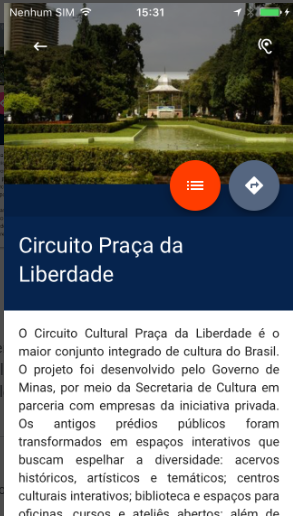 Nenhum SIM 15:31
Circuito Praça da
Liberdade
O Circuito Cultural Praça da Liberdade é o
maior conjunto integrado de cultura do Brasil.
O projeto foi desenvolvido pelo Governo de
Minas, por meio da Secretaria de Cultura em
parceria com empresas da iniciativa privada.
Os antigos prédios públicos foram
transformados em espaços interativos que
buscam espelhar a diversidade: acervos
históricos, artísticos e temáticos; centros
culturais interativos; biblioteca e espaços para
oficinas, cursos e ateliês abertos; além de